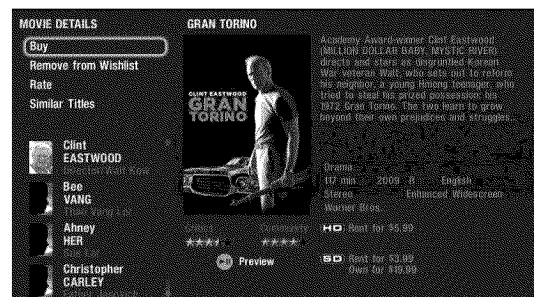 MOVIE DETAILS
Buy
Remove from Wishlist
Rate
Similar Titles
Clint
EASTWOOD
Director/Walt Kow
Bee
VANG
Thao Vang Lor
Ahney
HER
Sue Lor
Christopher
CARLEY
GRAN TORINO
CLINT EASTWOOD
GRAN
TORINO
Critics Community
Preview
Academy Award-winner Clint Eastwood
(MILLION DOLLAR BABY, MYSTIC RIVER)
directs and stars as disgruntled Korean
War veteran Walt, who sets out to reform
his neighbor, a young Hmong teenager, who
tried to steal his prized possession: his
1972 Gran Torino. The two learn to grow
beyond their own prejudices and struggles...
Drama
117 min 2009 R English
Stereo Enhanced Widescreen
Warner Bros.
HD Rent for $5.99
SD Rent for $3.99
Own for $19.99